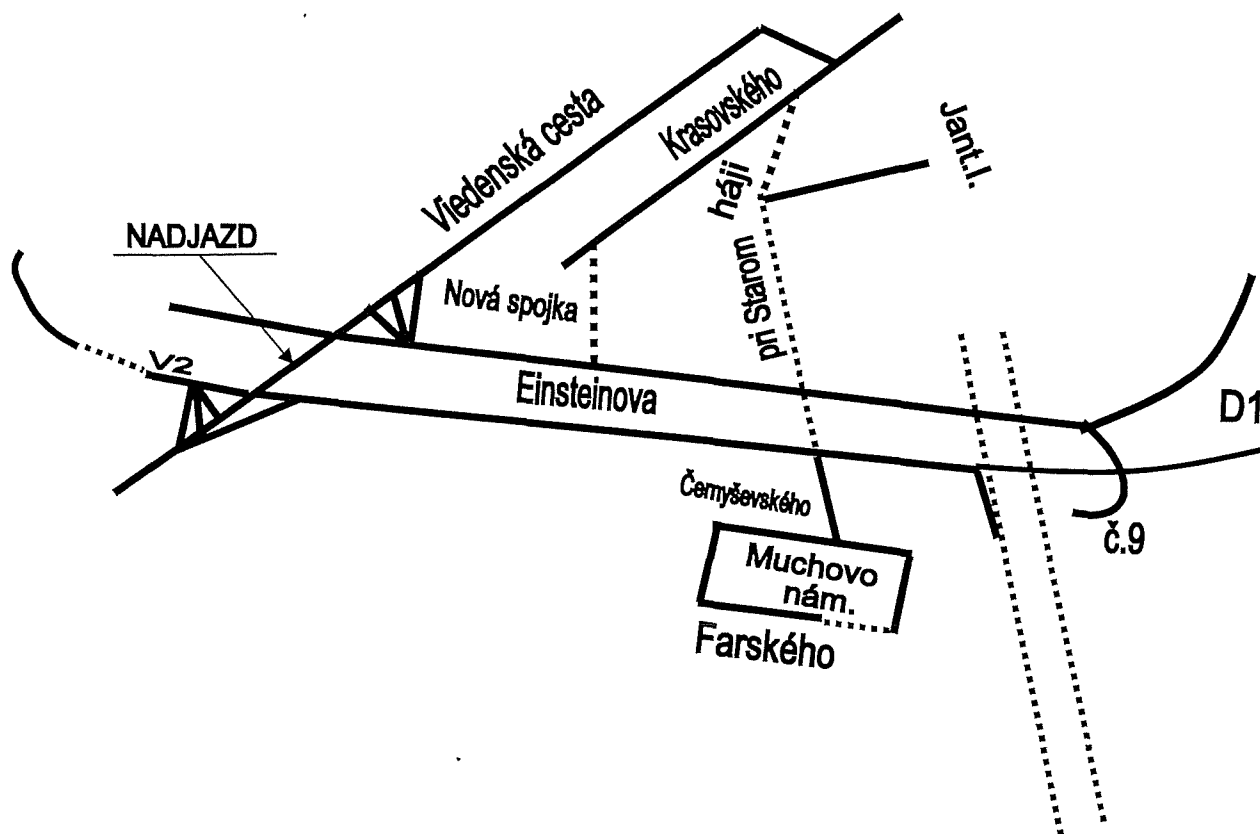 Viedenská cesta
Krasovského
Jant.l.
háji
pri Starom
NADJAZD
Nová spojka
V2
Einsteinova
D1
Černyševského
č.9
Muchovo
nám.
Farského